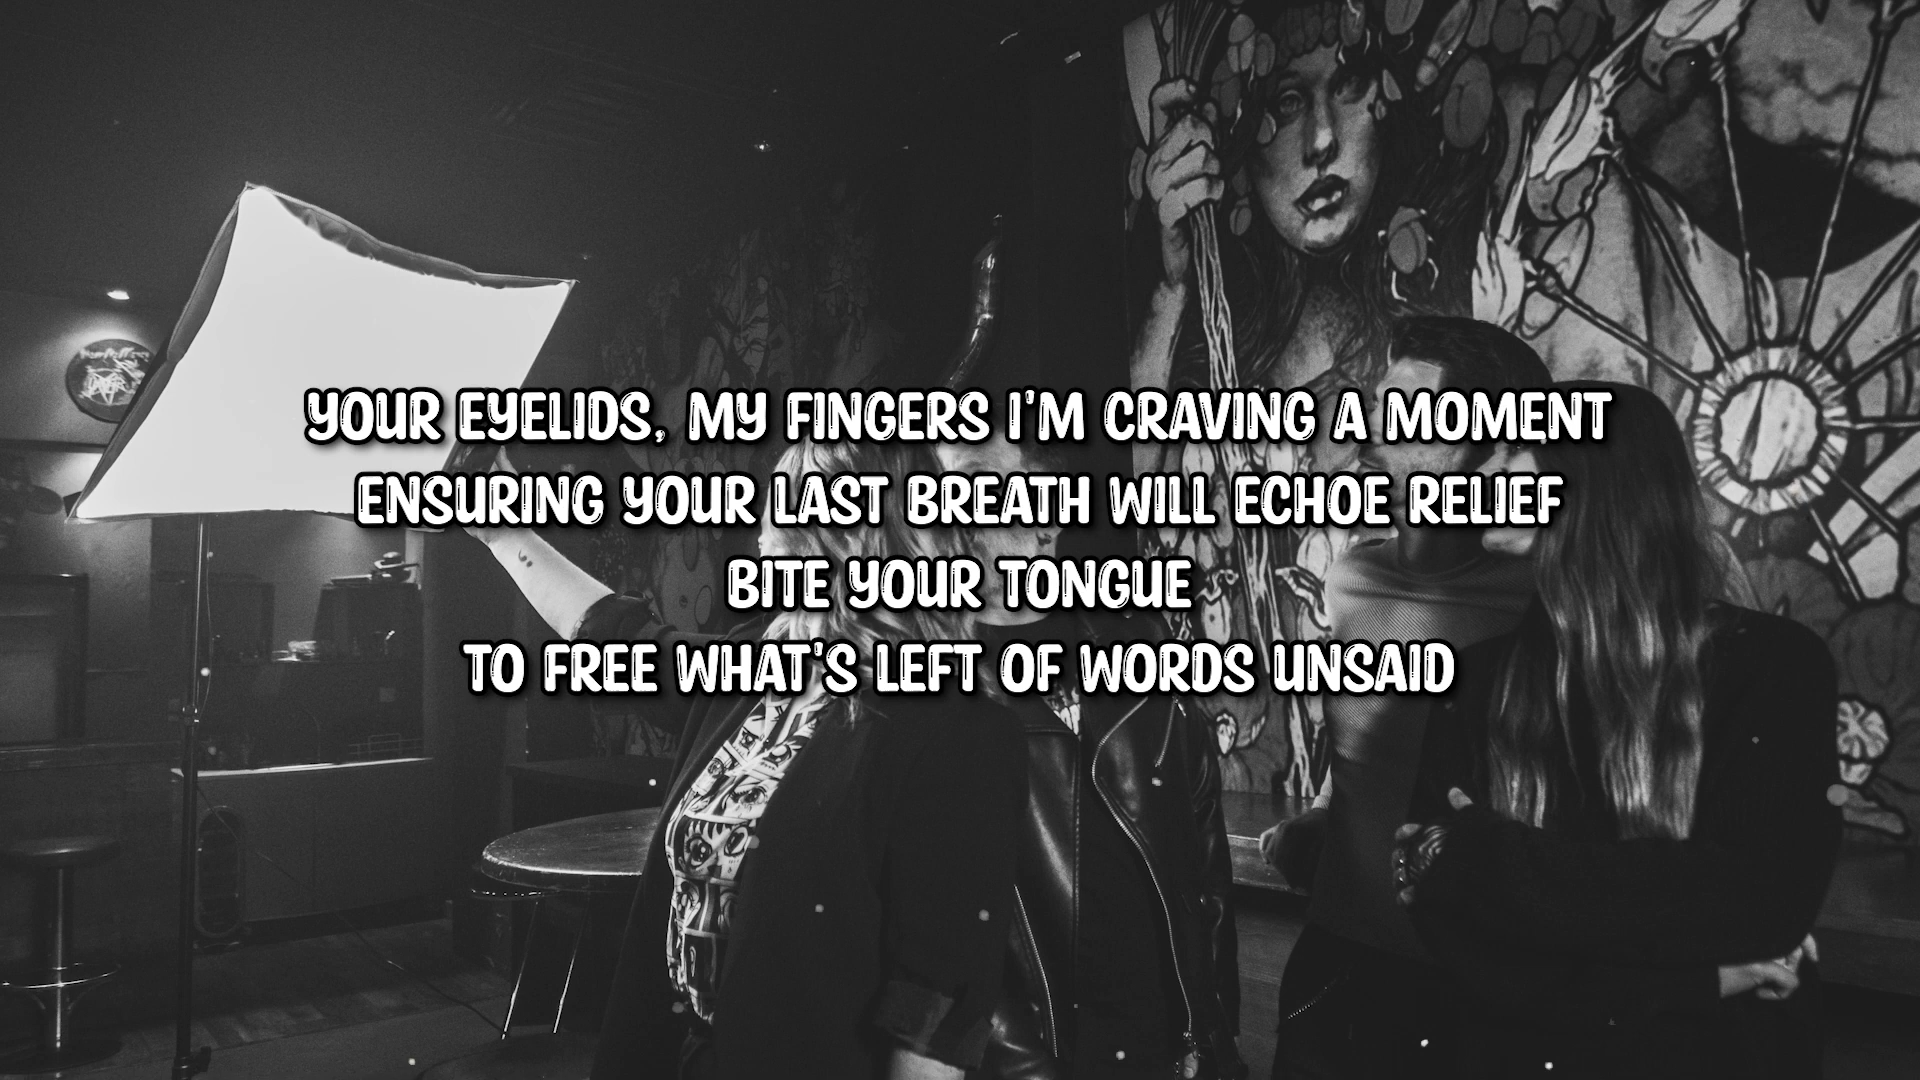 YOUR EYELIDS, MY FINGERS I'M CRAVING A MOMENT
ENSURING YOUR LAST BREATH WILL ECHOE RELIEF
BITE YOUR TONGUE
TO FREE WHAT'S LEFT OF WORDS UNSAID